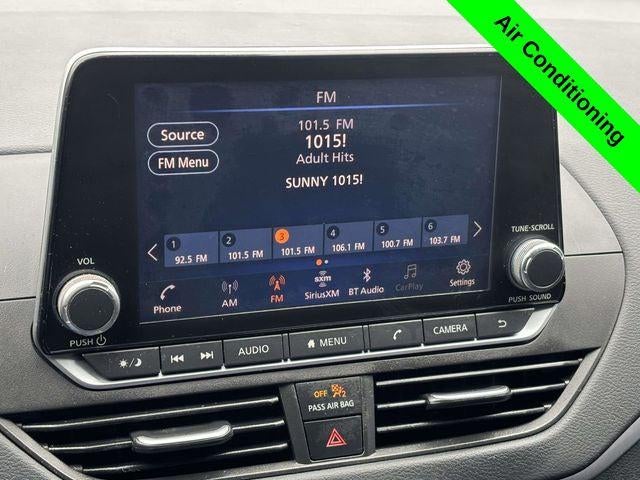 Air Conditioning
FM
Source
FM Menu
101.5 FM
1015!
Adult Hits
SUNNY 1015!
1 92.5 FM
2 101.5 FM
3 101.5 FM
4 106.1 FM
5 100.7 FM
6 103.7 FM
Phone
AM
FM
sxm
SiriusXM
BT Audio
CarPlay
Settings
VOL
PUSH
TUNE-SCROLL
PUSH SOUND
AUDIO
MENU
CAMERA
OFF 2
PASS AIR BAG